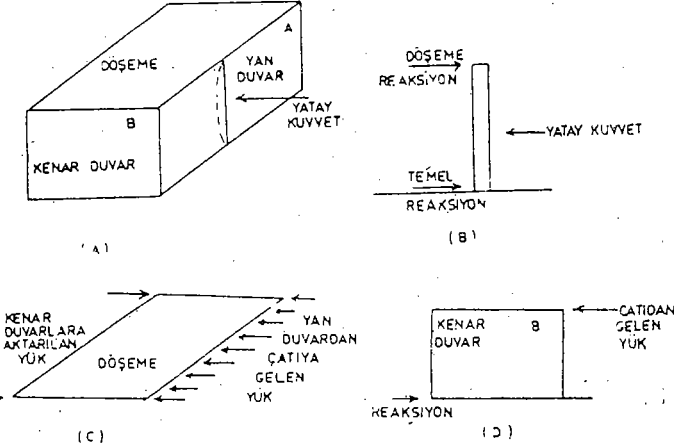 DÖŞEME
A
YAN
DUVAR
B
KENAR DUVAR
YATAY
KUVVET
(A)
DÖŞEME
REAKSİYON
YATAY KUVVET
TEMEL
REAKSİYON
(B)
KENAR
DUVARLARA
AKTARILAN
YÜK
DÖŞEME
YAN
DUVARDAN
ÇATIYA
GELEN
YÜK
(C)
KENAR
DUVAR
B
ÇATIDAN
GELEN
YÜK
REAKSİYON
(D)